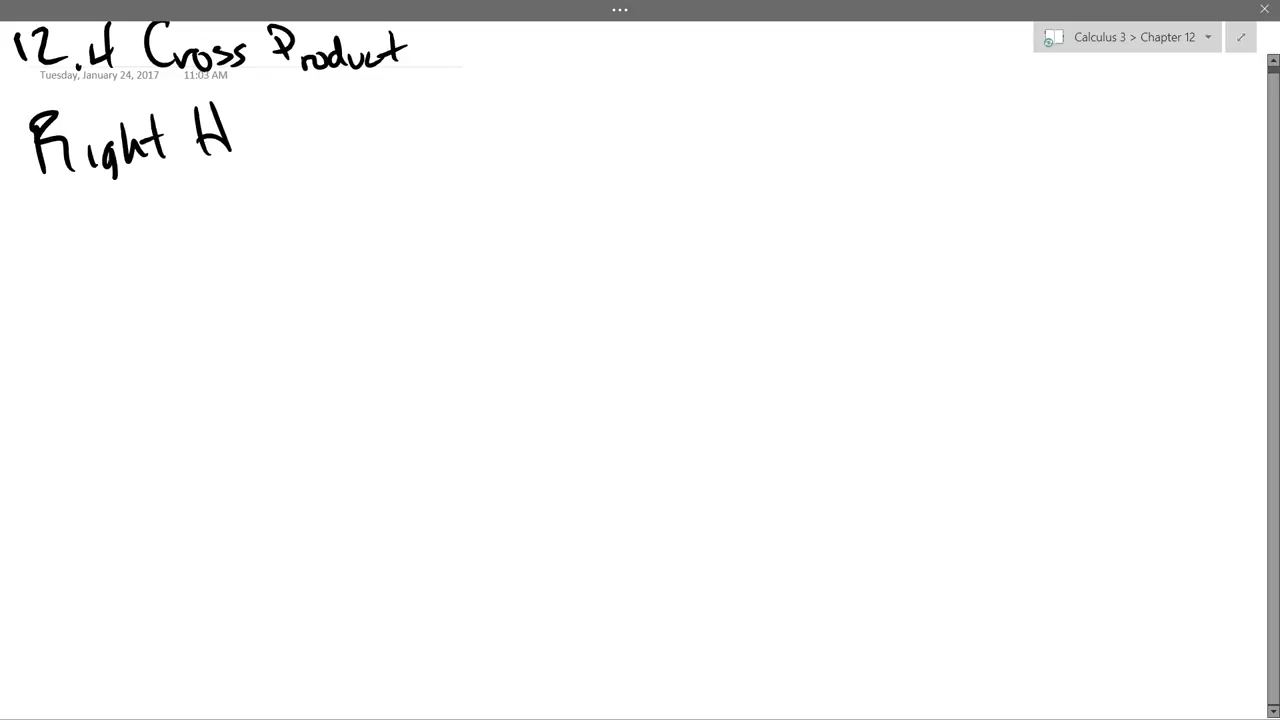 12.4 Cross Product
Calculus 3 > Chapter 12
Tuesday, January 24, 2017 11:03 AM
Right H